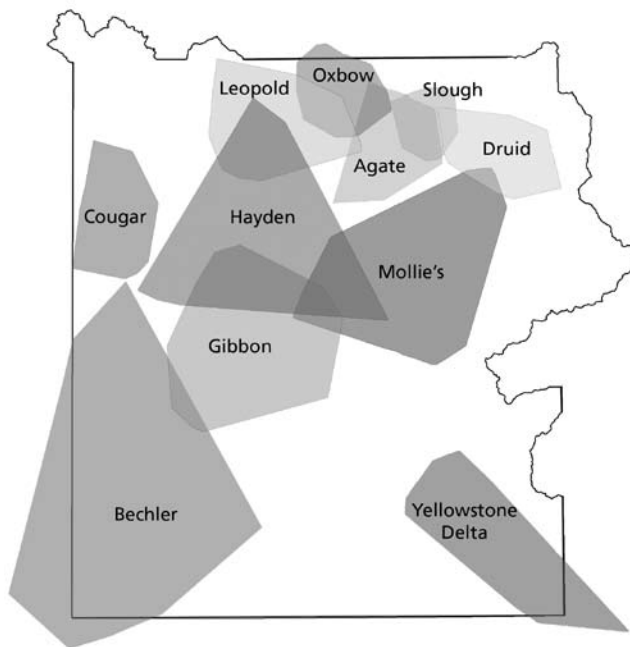 Oxbow
Leopold
Slough
Agate
Druid
Cougar
Hayden
Mollie's
Gibbon
Bechler
Yellowstone
Delta